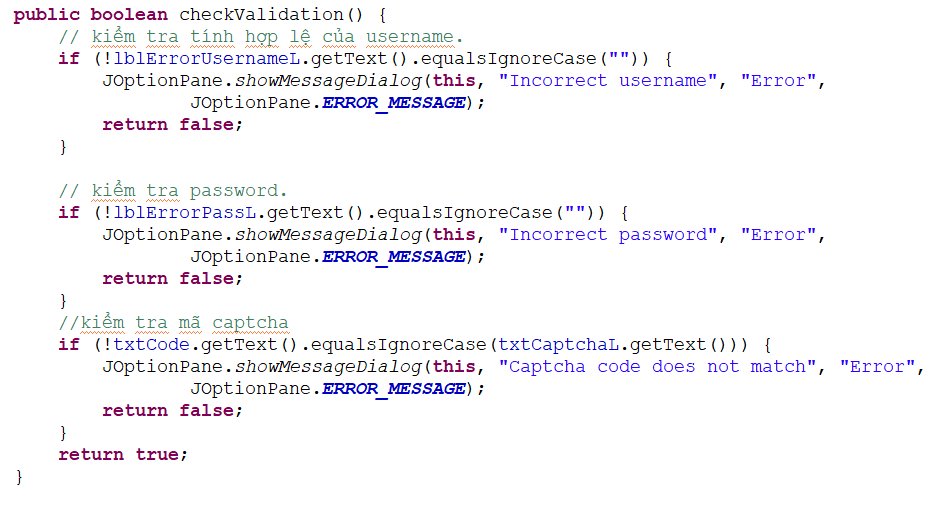 public boolean checkValidation() {
    // kiểm tra tính hợp lệ của username.
    if (!lblErrorUsernameL.getText().equalsIgnoreCase("")) {
        JOptionPane.showMessageDialog(this, "Incorrect username", "Error",
                JOptionPane.ERROR_MESSAGE);
        return false;
    }

    // kiểm tra password.
    if (!lblErrorPassL.getText().equalsIgnoreCase("")) {
        JOptionPane.showMessageDialog(this, "Incorrect password", "Error",
                JOptionPane.ERROR_MESSAGE);
        return false;
    }
    //kiểm tra mã captcha
    if (!txtCode.getText().equalsIgnoreCase(txtCaptchaL.getText())) {
        JOptionPane.showMessageDialog(this, "Captcha code does not match", "Error",
                JOptionPane.ERROR_MESSAGE);
        return false;
    }
    return true;
}